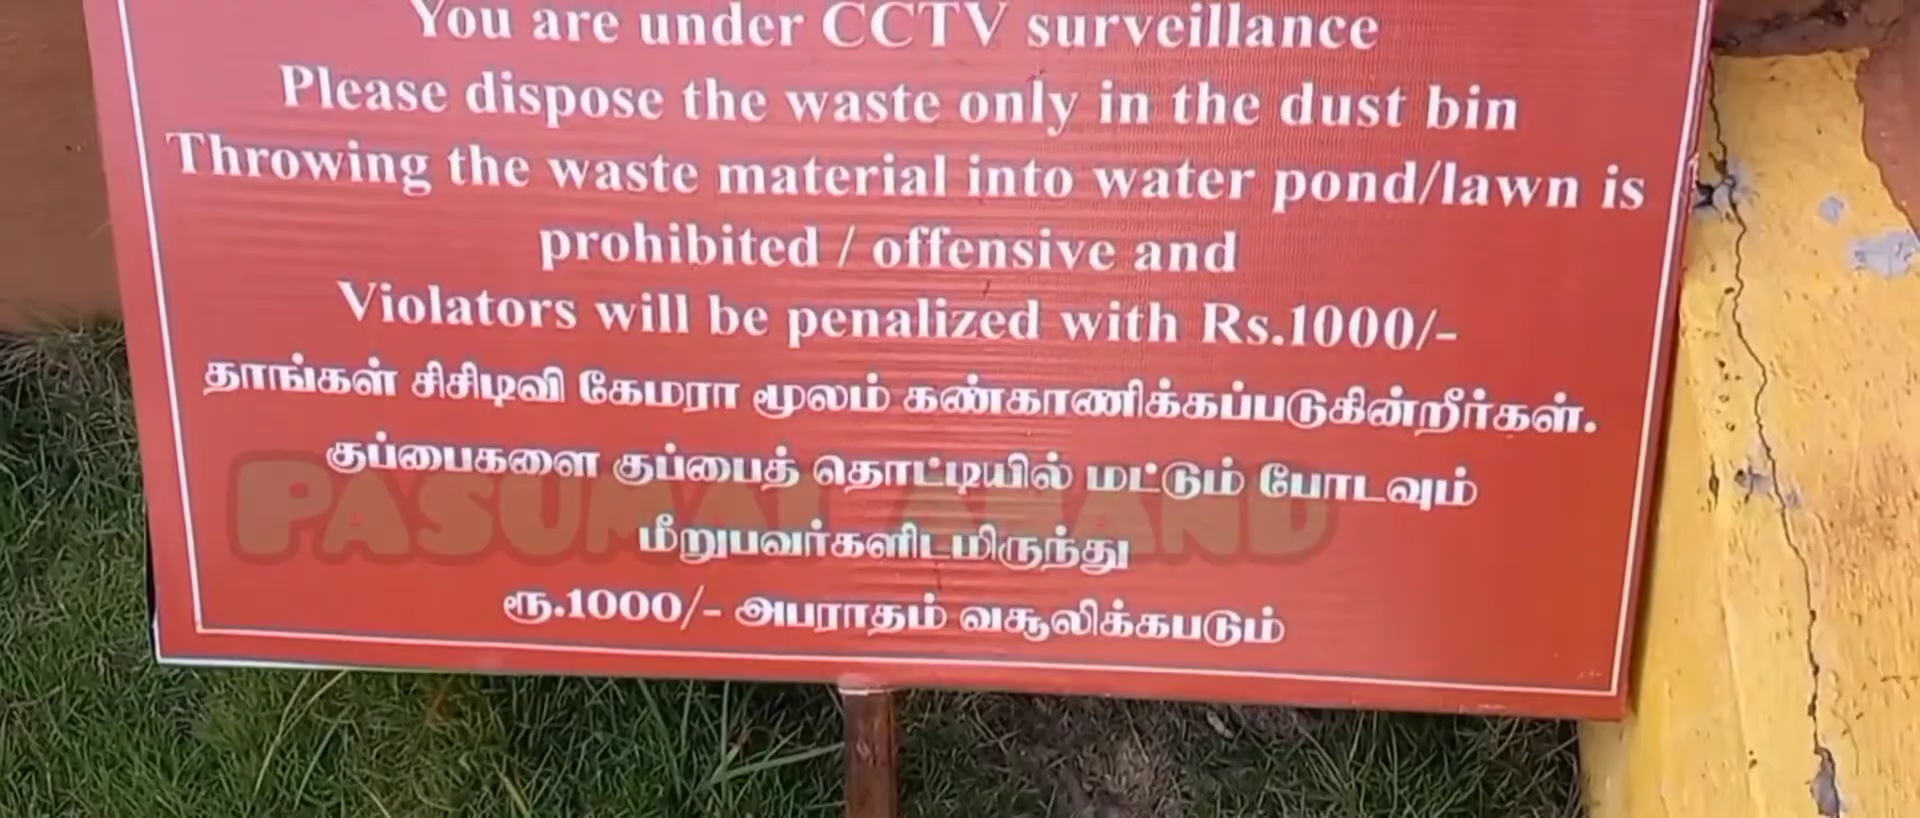 You are under CCTV surveillance
Please dispose the waste only in the dust bin
Throwing the waste material into water pond/lawn is
prohibited / offensive and
Violators will be penalized with Rs.1000/-
தாங்கள் சிசிடிவி கேமரா மூலம் கண்காணிக்கப்படுகின்றீர்கள்.
குப்பைகளை குப்பைத் தொட்டியில் மட்டும் போடவும்
PASUMAI ANAND
மீறுபவர்களிடமிருந்து
ரூ.1000/- அபராதம் வசூலிக்கபடும்